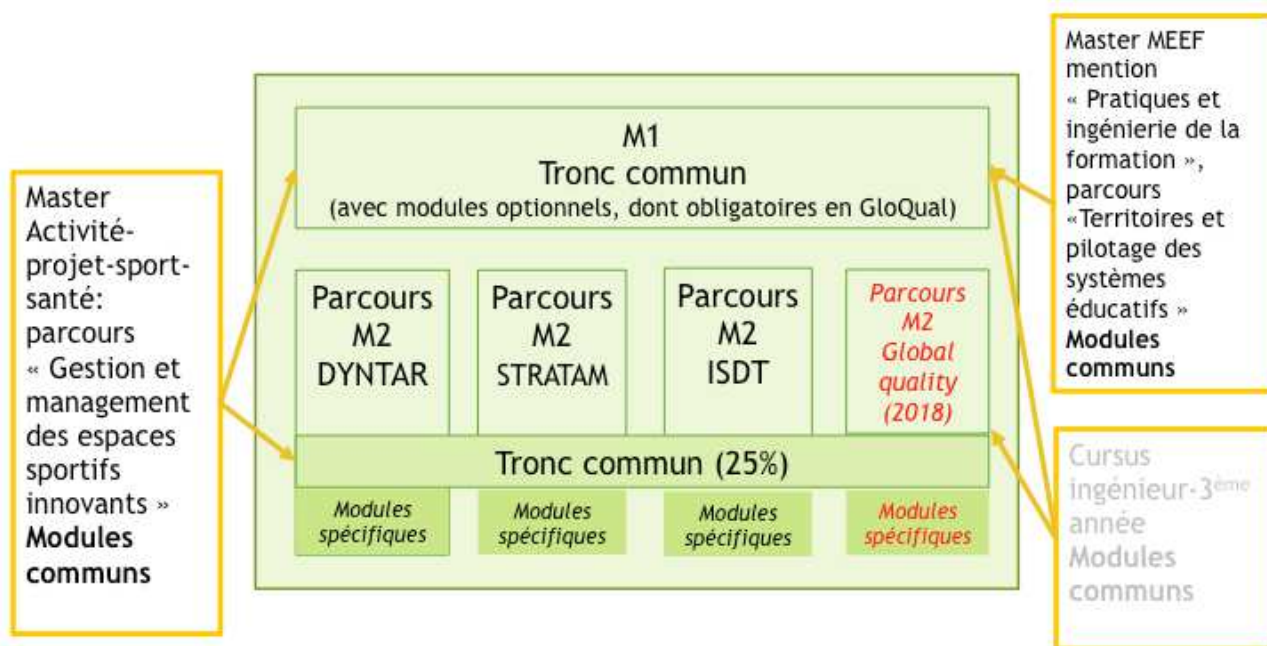 Master
Activité-
projet-sport-
santé:
parcours
« Gestion et
management
des espaces
sportifs
innovants »
Modules
communs
M1
Tronc commun
(avec modules optionnels, dont obligatoires en GloQual)
Parcours
M2
DYNTAR
Parcours
M2
STRATAM
Parcours
M2
ISDT
Parcours
M2
Global
quality
(2018)
Tronc commun (25%)
Modules
spécifiques
Modules
spécifiques
Modules
spécifiques
Modules
spécifiques
Master MEEF
mention
« Pratiques et
ingénierie de la
formation »,
parcours
«Territoires et
pilotage des
systèmes
éducatifs »
Modules
communs
Cursus
ingénieur-3ème
année
Modules
communs